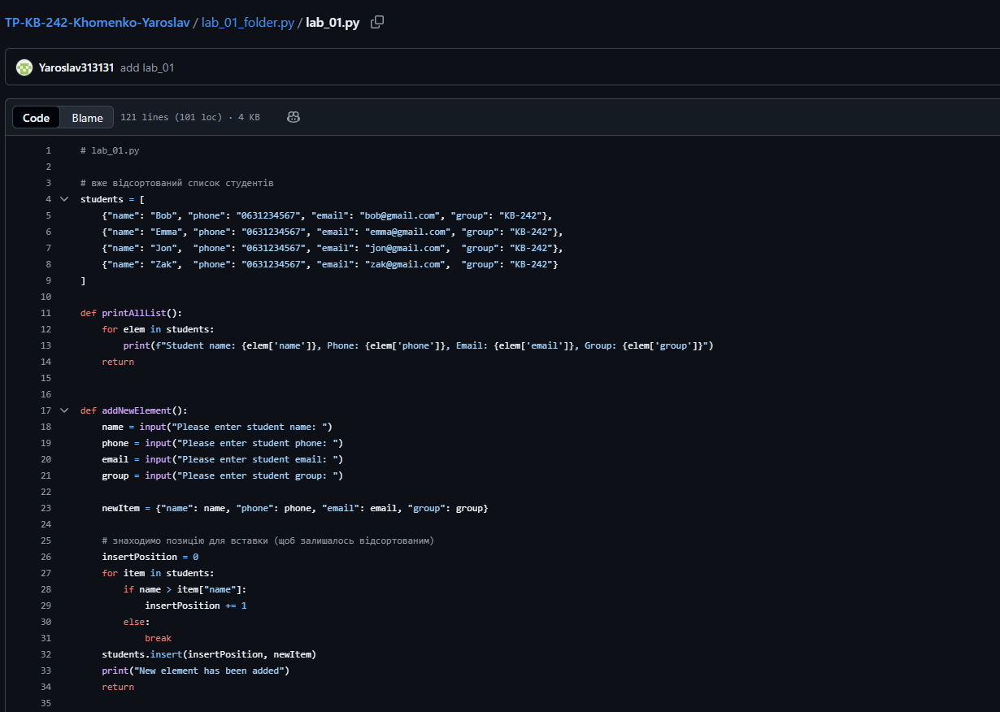 TP-KB-242-Khomenko-Yaroslav / lab_01_folder.py / lab_01.py
Yaroslav313131 add lab_01
Code Blame 121 lines (101 loc) · 4 KB
1 # lab_01.py
2
3 # вже відсортований список студентів
4 students = [
5     {"name": "Bob", "phone": "0631234567", "email": "bob@gmail.com", "group": "KB-242"},
6     {"name": "Emma", "phone": "0631234567", "email": "emma@gmail.com", "group": "KB-242"},
7     {"name": "Jon",  "phone": "0631234567", "email": "jon@gmail.com",  "group": "KB-242"},
8     {"name": "Zak",  "phone": "0631234567", "email": "zak@gmail.com",  "group": "KB-242"}
9 ]
10
11 def printAllList():
12     for elem in students:
13         print(f"Student name: {elem['name']}, Phone: {elem['phone']}, Email: {elem['email']}, Group: {elem['group']}")
14     return
15
16
17 def addNewElement():
18     name = input("Please enter student name: ")
19     phone = input("Please enter student phone: ")
20     email = input("Please enter student email: ")
21     group = input("Please enter student group: ")
22
23     newItem = {"name": name, "phone": phone, "email": email, "group": group}
24
25     # знаходимо позицію для вставки (щоб залишалось відсортованим)
26     insertPosition = 0
27     for item in students:
28         if name > item["name"]:
29             insertPosition += 1
30         else:
31             break
32     students.insert(insertPosition, newItem)
33     print("New element has been added")
34     return
35